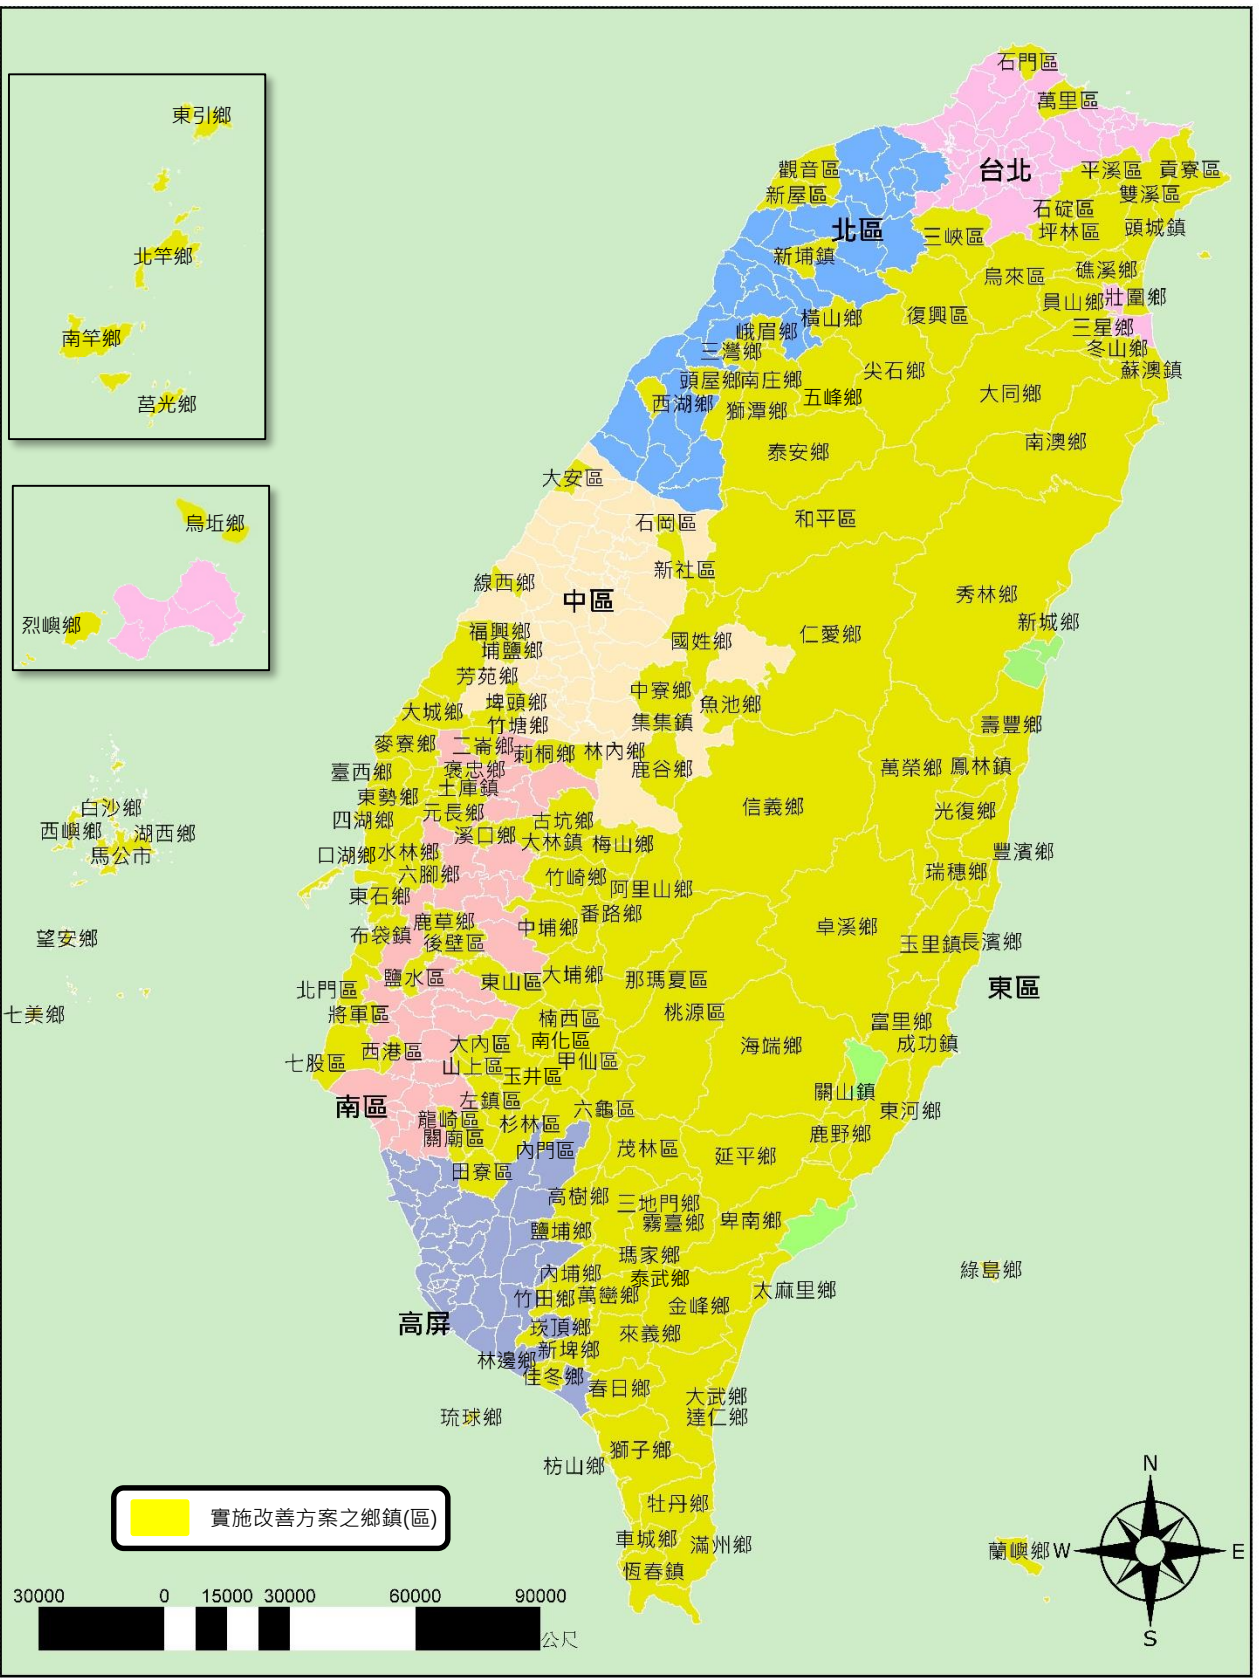 石門區
萬里區
東引鄉
台北
觀音區
平溪區
貢寮區
新屋區
雙溪區
石碇區
北區
三峽區
坪林區
頭城鎮
北竿鄉
新埔鎮
烏來區
礁溪鄉
員山鄉
壯圍鄉
橫山鄉
復興區
南竿鄉
峨眉鄉
三星鄉
三灣鄉
冬山鄉
尖石鄉
蘇澳鎮
頭屋鄉
南庄鄉
莒光鄉
西湖鄉
獅潭鄉
五峰鄉
大同鄉
南澳鄉
泰安鄉
大安區
烏坵鄉
石岡區
和平區
新社區
線西鄉
中區
秀林鄉
烈嶼鄉
福興鄉
新城鄉
埔鹽鄉
國姓鄉
仁愛鄉
芳苑鄉
埤頭鄉
中寮鄉
魚池鄉
大城鄉
竹塘鄉
集集鎮
壽豐鄉
麥寮鄉
二崙鄉
莿桐鄉
林內鄉
臺西鄉
褒忠鄉
鹿谷鄉
萬榮鄉
鳳林鎮
東勢鄉
土庫鎮
白沙鄉
四湖鄉
元長鄉
古坑鄉
信義鄉
光復鄉
西嶼鄉
湖西鄉
溪口鄉
大林鎮
梅山鄉
馬公市
口湖鄉
水林鄉
豐濱鄉
六腳鄉
竹崎鄉
瑞穗鄉
東石鄉
阿里山鄉
鹿草鄉
番路鄉
望安鄉
布袋鎮
後壁區
中埔鄉
卓溪鄉
玉里鎮
長濱鄉
北門區
鹽水區
東山區
大埔鄉
那瑪夏區
東區
七美鄉
將軍區
楠西區
桃源區
富里鄉
七股區
西港區
大內區
南化區
海端鄉
成功鎮
山上區
玉井區
甲仙區
關山鎮
南區
左鎮區
六龜區
東河鄉
龍崎區
杉林區
關廟區
內門區
茂林區
延平鄉
鹿野鄉
田寮區
高樹鄉
三地門鄉
鹽埔鄉
霧臺鄉
卑南鄉
瑪家鄉
綠島鄉
內埔鄉
泰武鄉
太麻里鄉
竹田鄉
萬巒鄉
金峰鄉
高屏
崁頂鄉
來義鄉
新埤鄉
林邊鄉
佳冬鄉
春日鄉
大武鄉
琉球鄉
達仁鄉
獅子鄉
枋山鄉
牡丹鄉
實施改善方案之鄉鎮(區)
車城鄉
滿州鄉
恆春鎮
蘭嶼鄉
N
W
E
S
30000 0 15000 30000 60000 90000
公尺